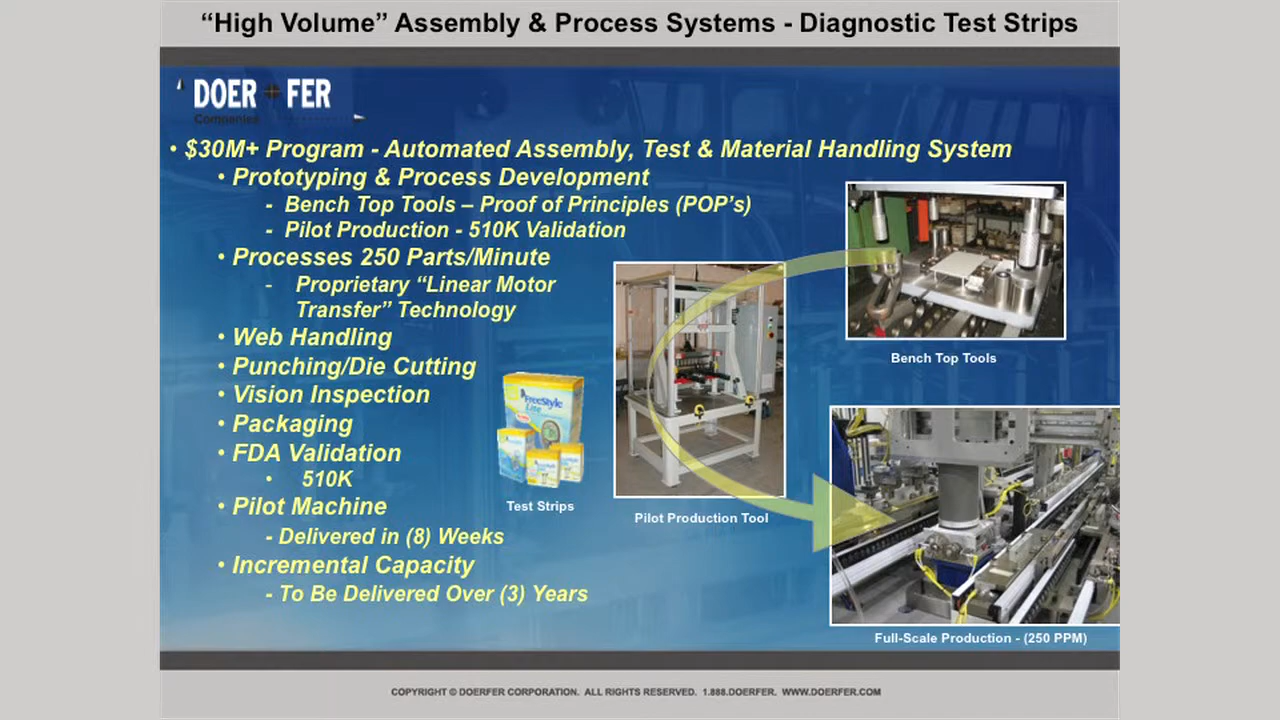 “High Volume” Assembly & Process Systems - Diagnostic Test Strips
DOER FER
Companies
• $30M+ Program - Automated Assembly, Test & Material Handling System
• Prototyping & Process Development
- Bench Top Tools – Proof of Principles (POP’s)
- Pilot Production - 510K Validation
• Processes 250 Parts/Minute
- Proprietary “Linear Motor
Transfer” Technology
• Web Handling
• Punching/Die Cutting
• Vision Inspection
• Packaging
• FDA Validation
• 510K
• Pilot Machine
- Delivered in (8) Weeks
• Incremental Capacity
- To Be Delivered Over (3) Years
FreeStyle
Lite
Test Strips
Pilot Production Tool
Bench Top Tools
Full-Scale Production - (250 PPM)
COPYRIGHT © DOERFER CORPORATION. ALL RIGHTS RESERVED. 1.888.DOERFER. WWW.DOERFER.COM